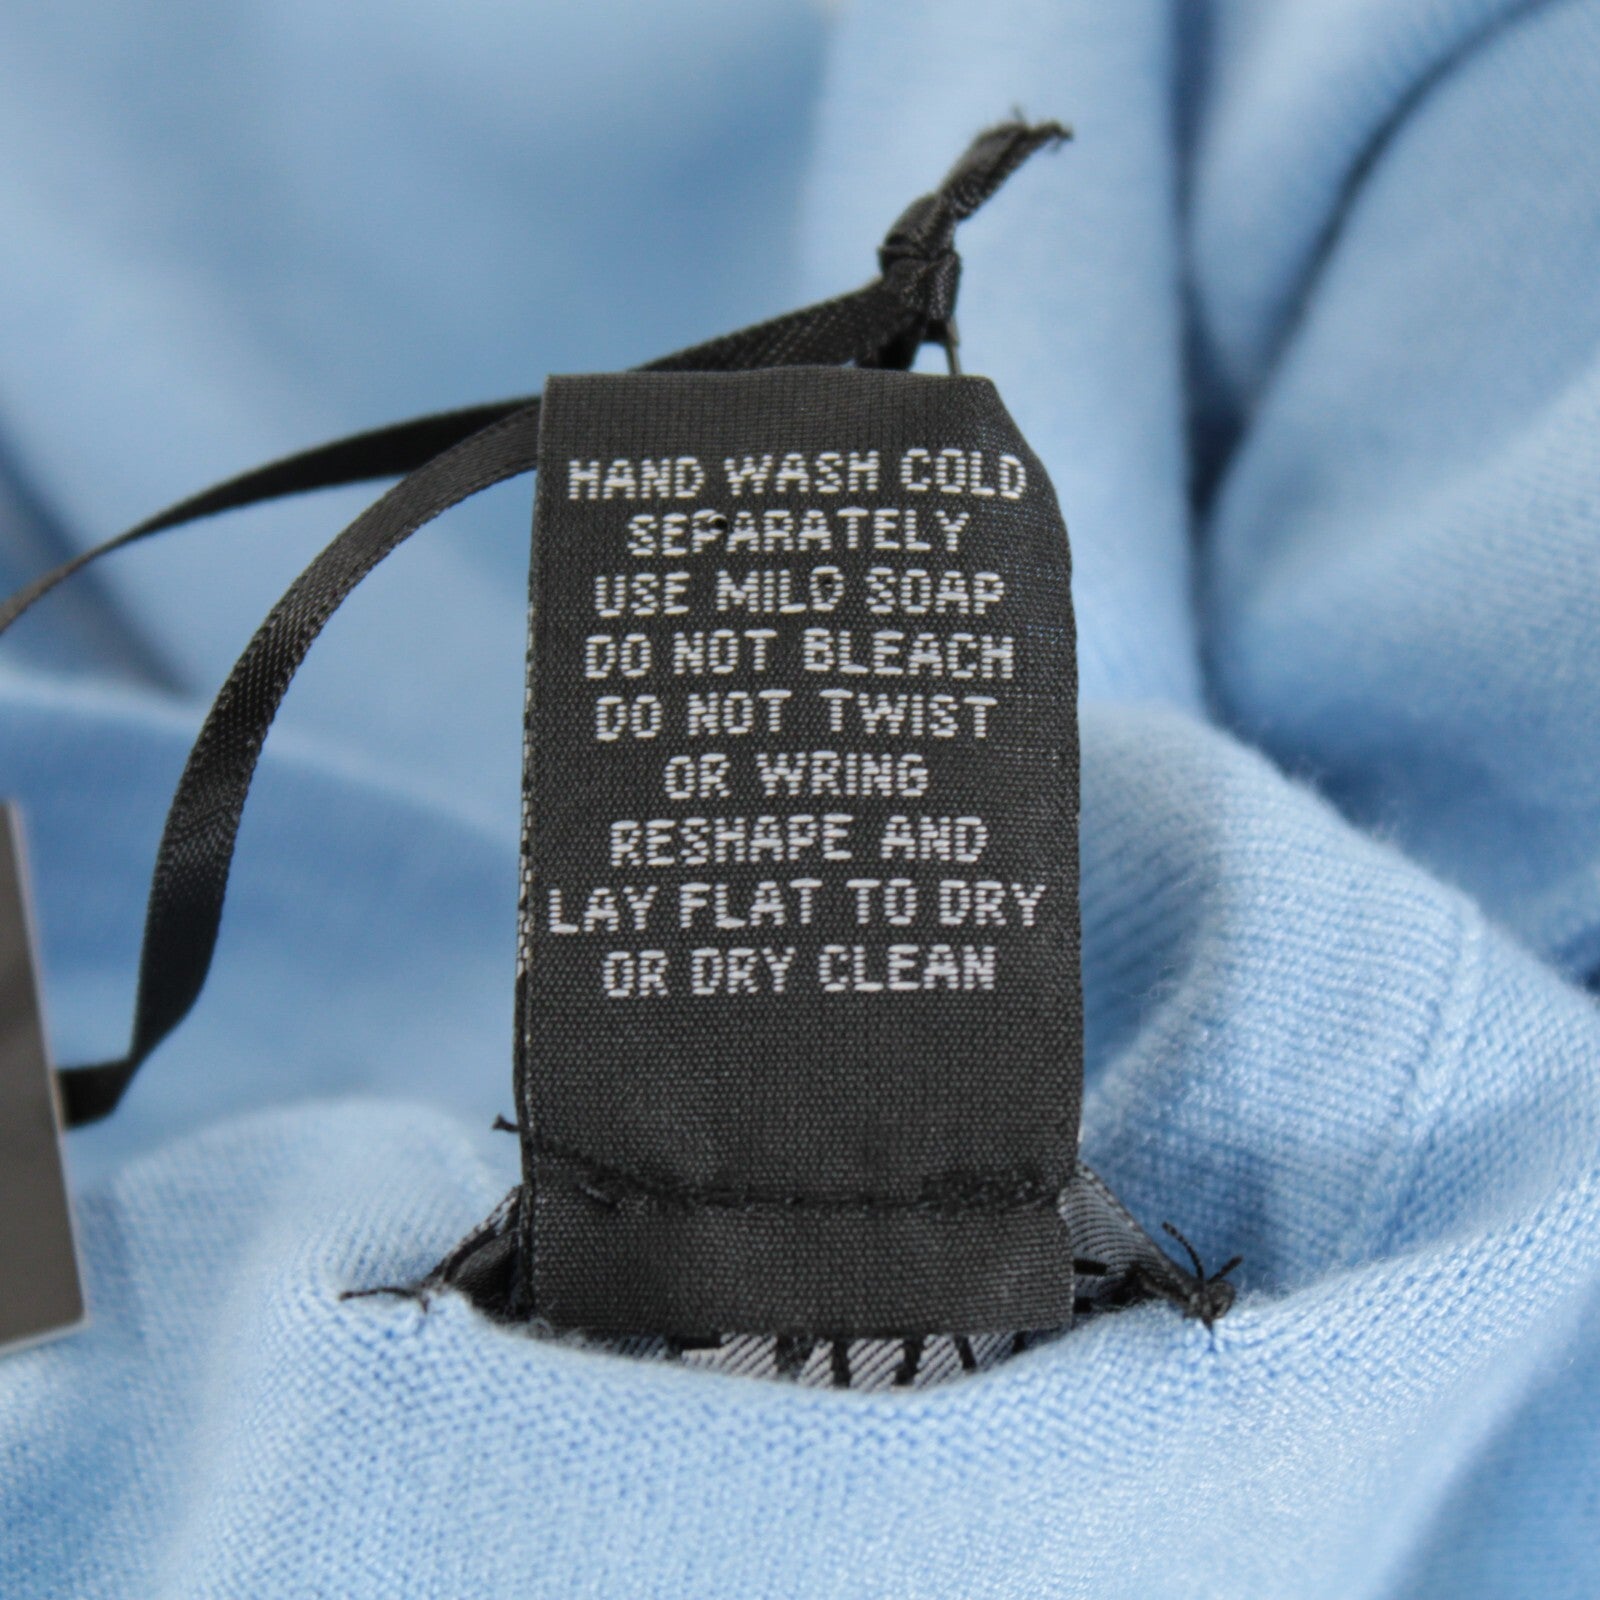 HAND WASH COLD
SEPARATELY
USE MILD SOAP
DO NOT BLEACH
DO NOT TWIST
OR WRING
RESHAPE AND
LAY FLAT TO DRY
OR DRY CLEAN